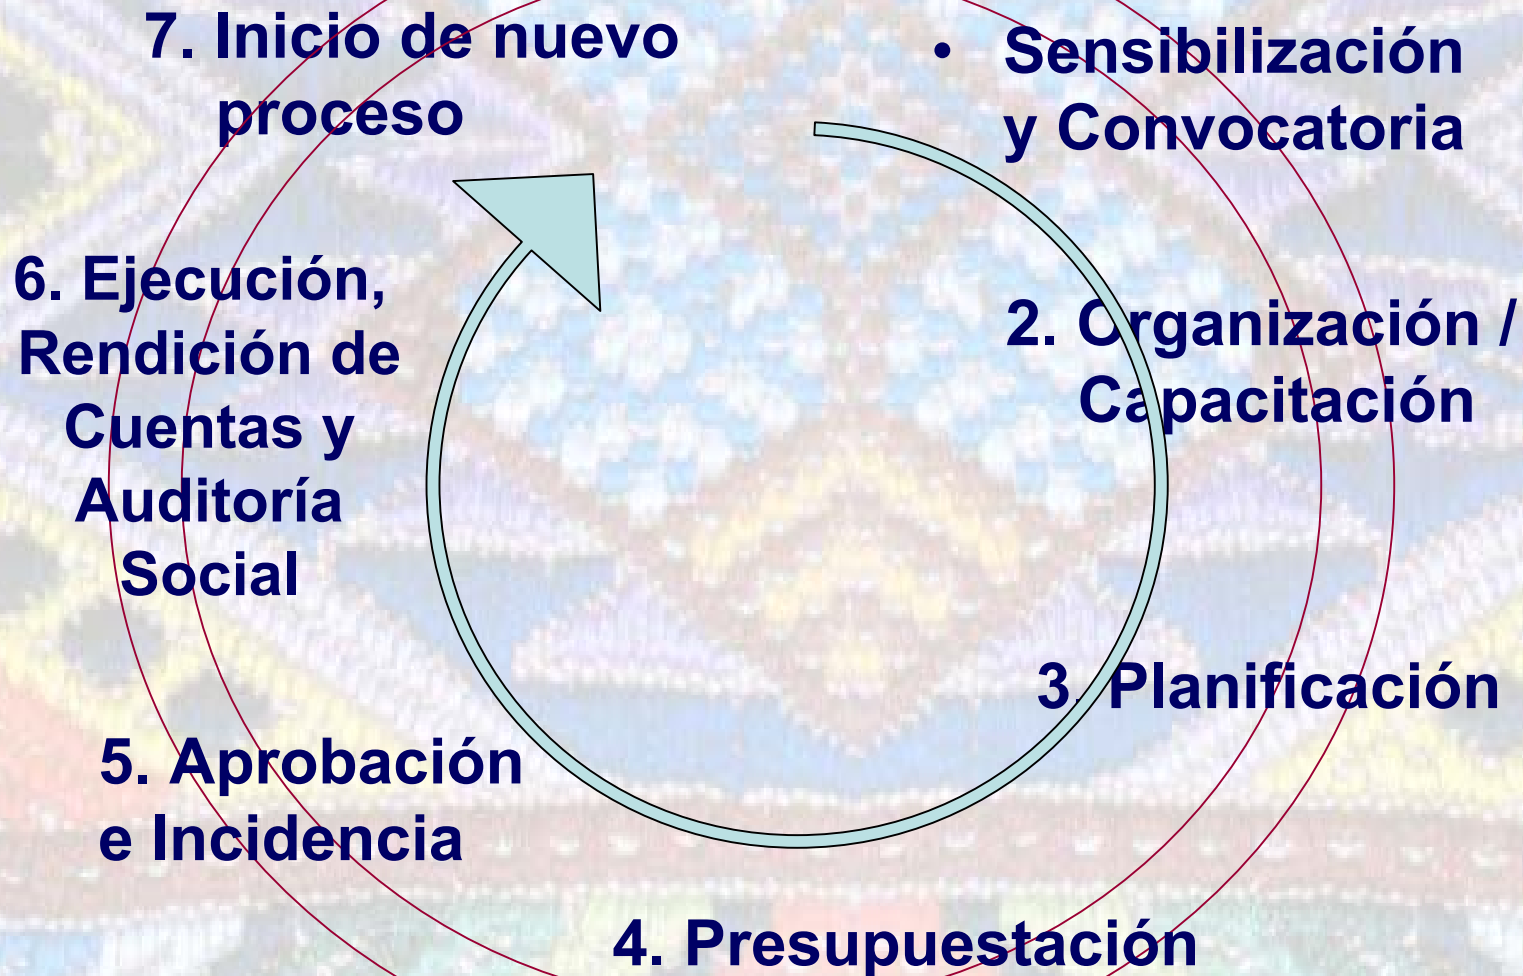 7. Inicio de nuevo
proceso
• Sensibilización
y Convocatoria
2. Organización /
Capacitación
3. Planificación
4. Presupuestación
5. Aprobación
e Incidencia
6. Ejecución,
Rendición de
Cuentas y
Auditoría
Social